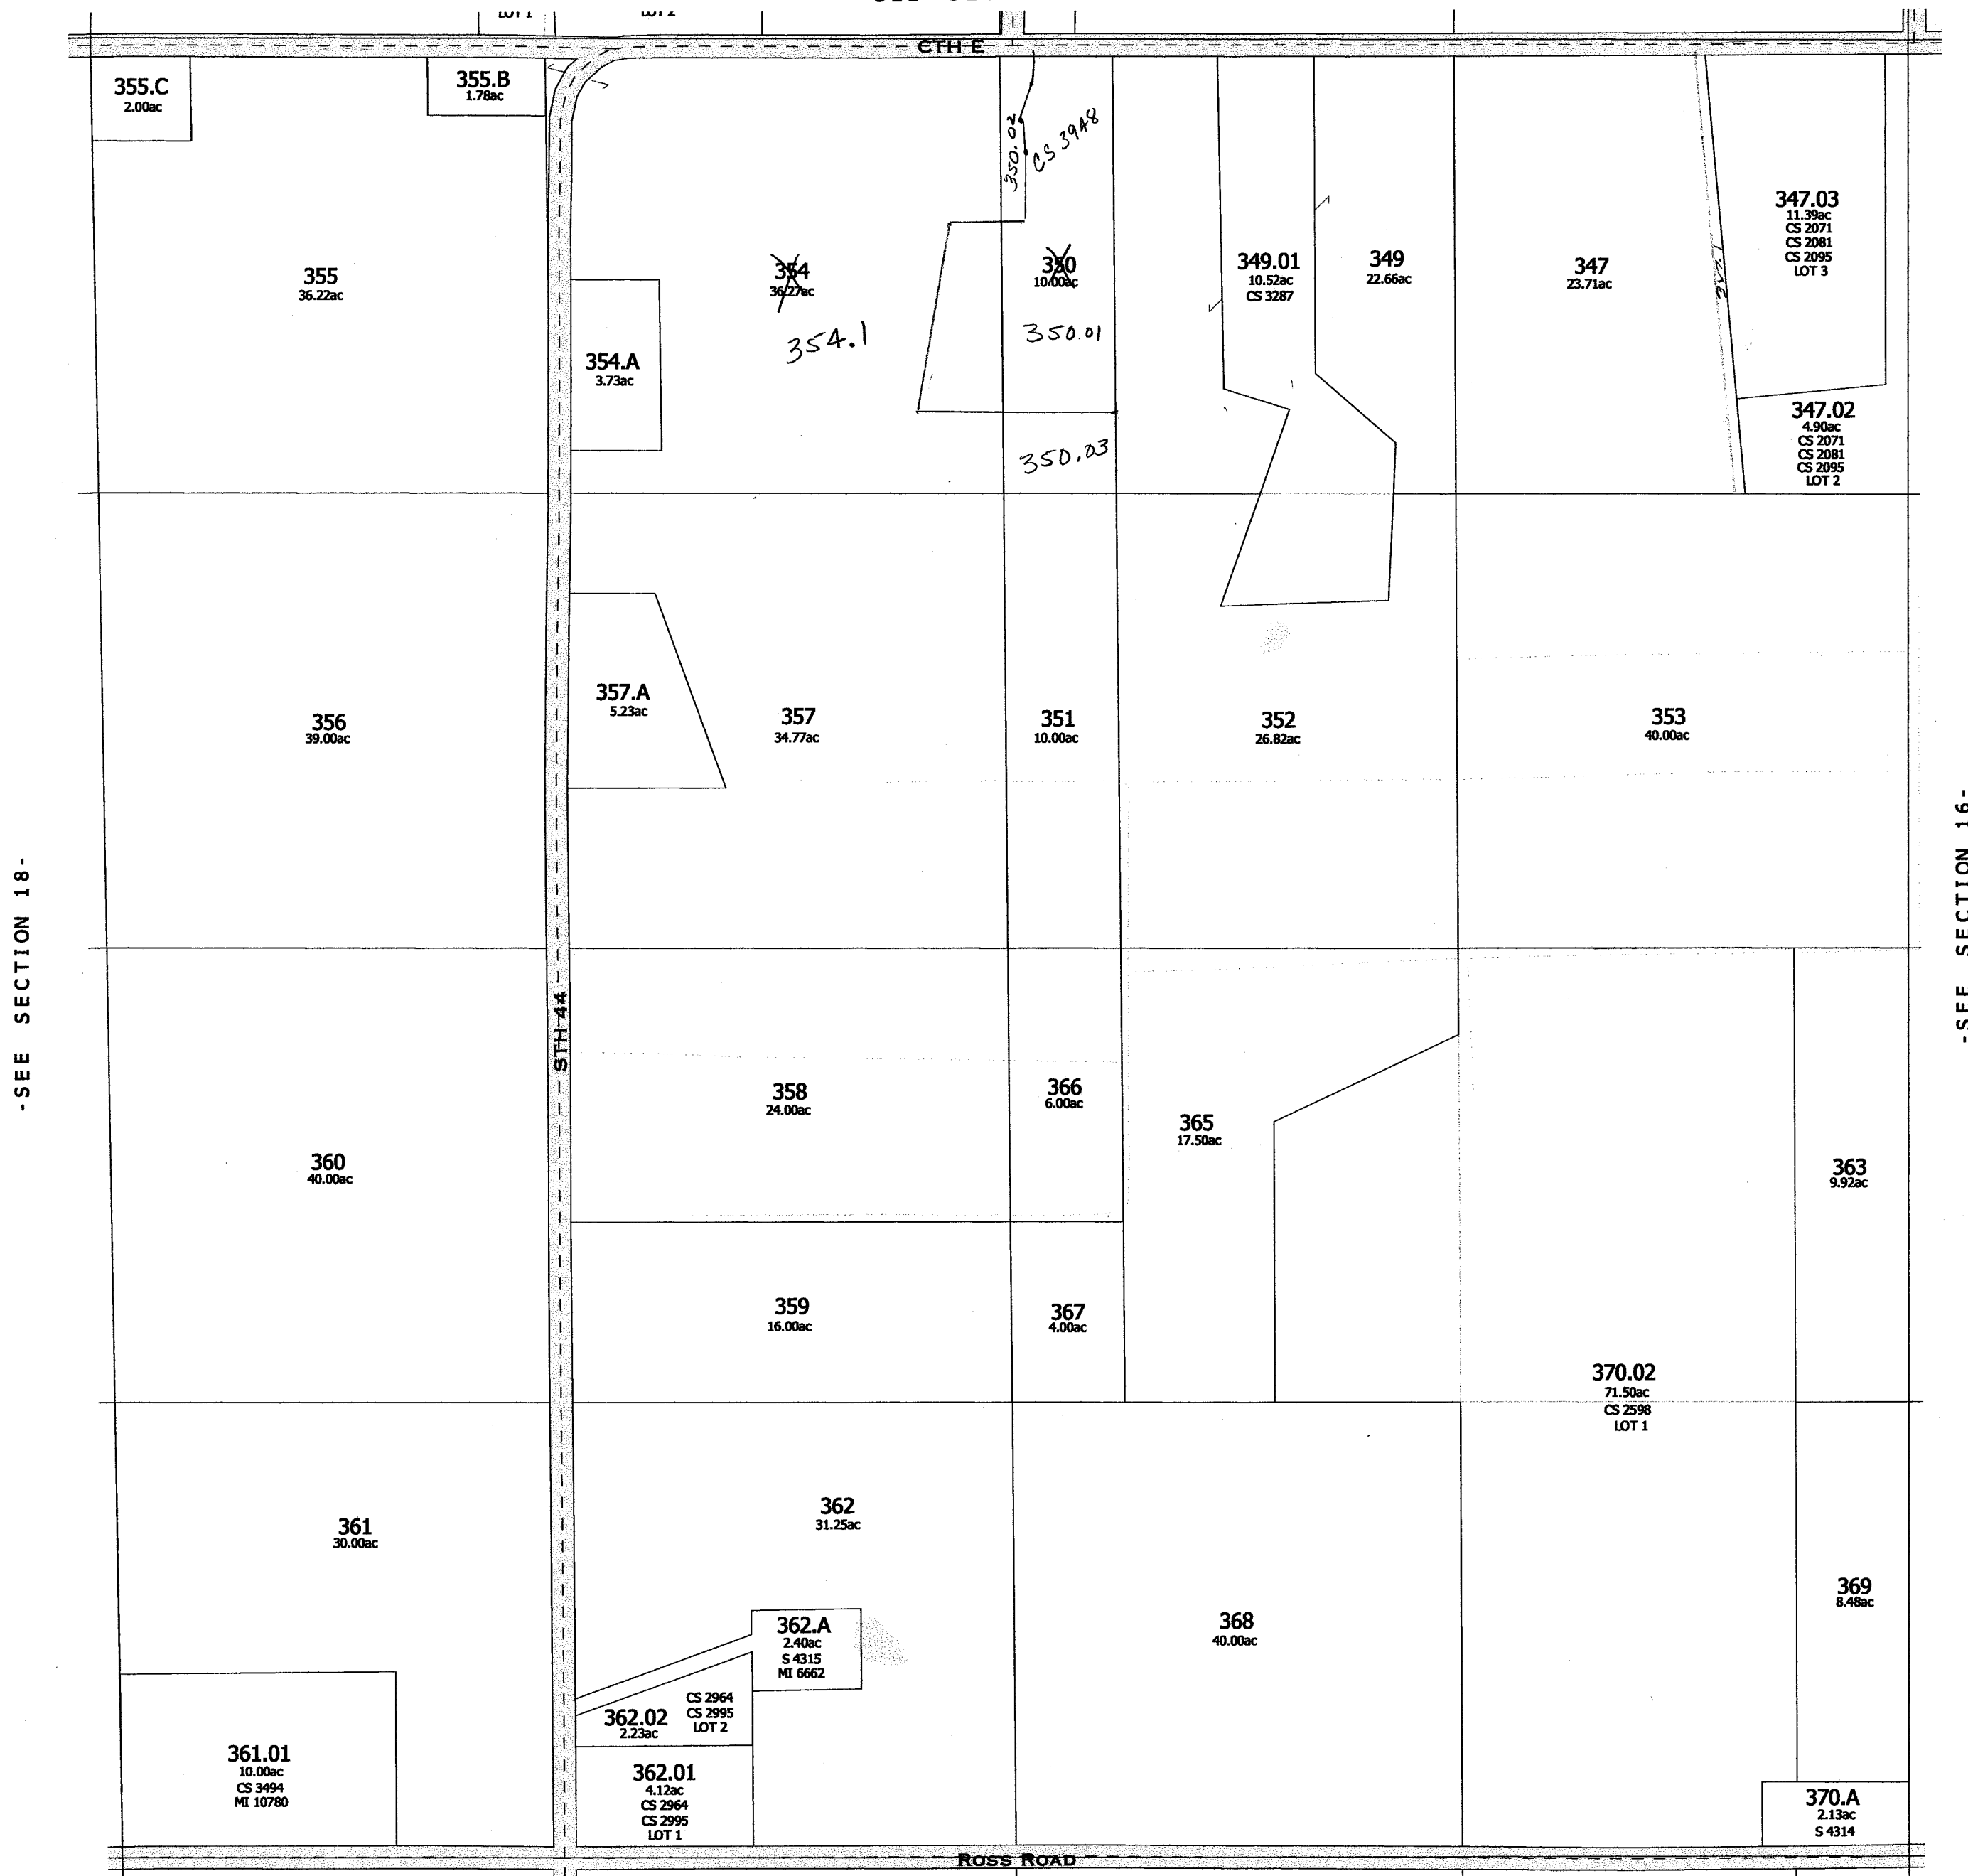 LOT 1
LOT 2
CTH E
355.C
2.00ac
355.B
1.78ac
350.02
CS 3948
355
36.22ac
354
36.27ac
354.1
354.A
3.73ac
350
10.00ac
350.01
350.03
349.01
10.52ac
CS 3287
349
22.66ac
347
23.71ac
347.03
11.39ac
CS 2071
CS 2081
CS 2095
LOT 3
347.02
4.90ac
CS 2071
CS 2081
CS 2095
LOT 2
356
39.00ac
357.A
5.23ac
357
34.77ac
351
10.00ac
352
26.82ac
353
40.00ac
-SEE SECTION 18-
-SEE SECTION 16-
STH 44
360
40.00ac
358
24.00ac
366
6.00ac
365
17.50ac
363
9.92ac
359
16.00ac
367
4.00ac
370.02
71.50ac
CS 2598
LOT 1
361
30.00ac
362
31.25ac
362.A
2.40ac
S 4315
MI 6662
368
40.00ac
369
8.48ac
362.02
2.23ac
CS 2964
CS 2995
LOT 2
361.01
10.00ac
CS 3494
MI 10780
362.01
4.12ac
CS 2964
CS 2995
LOT 1
370.A
2.13ac
S 4314
ROSS ROAD